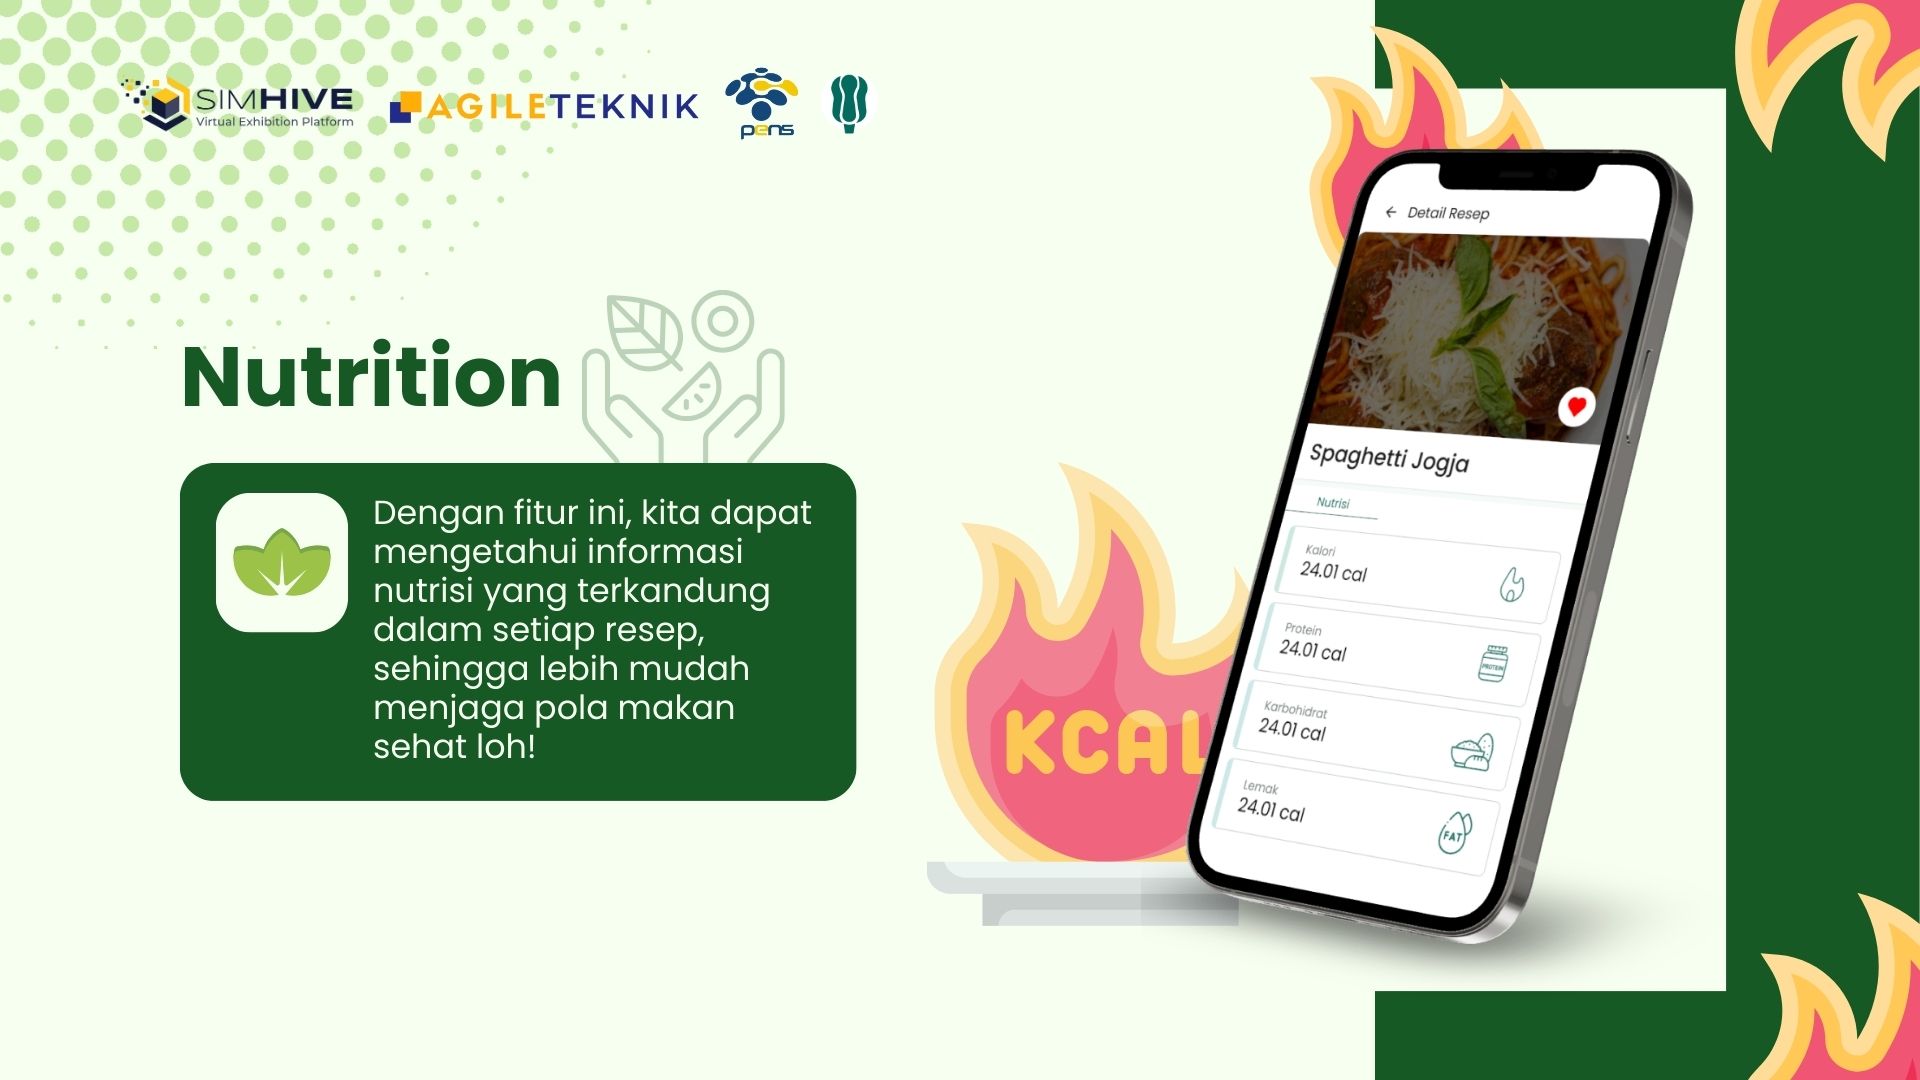 SIMHIVE
Virtual Exhibition Platform
AGILETEKNIK
pens
Nutrition
Dengan fitur ini, kita dapat
mengetahui informasi
nutrisi yang terkandung
dalam setiap resep,
sehingga lebih mudah
menjaga pola makan
sehat loh!
KCAL
Detail Resep
Spaghetti Jogja
Nutrisi
Kalori
24.01 cal
Protein
24.01 cal
PROTEIN
Karbohidrat
24.01 cal
Lemak
24.01 cal
FAT